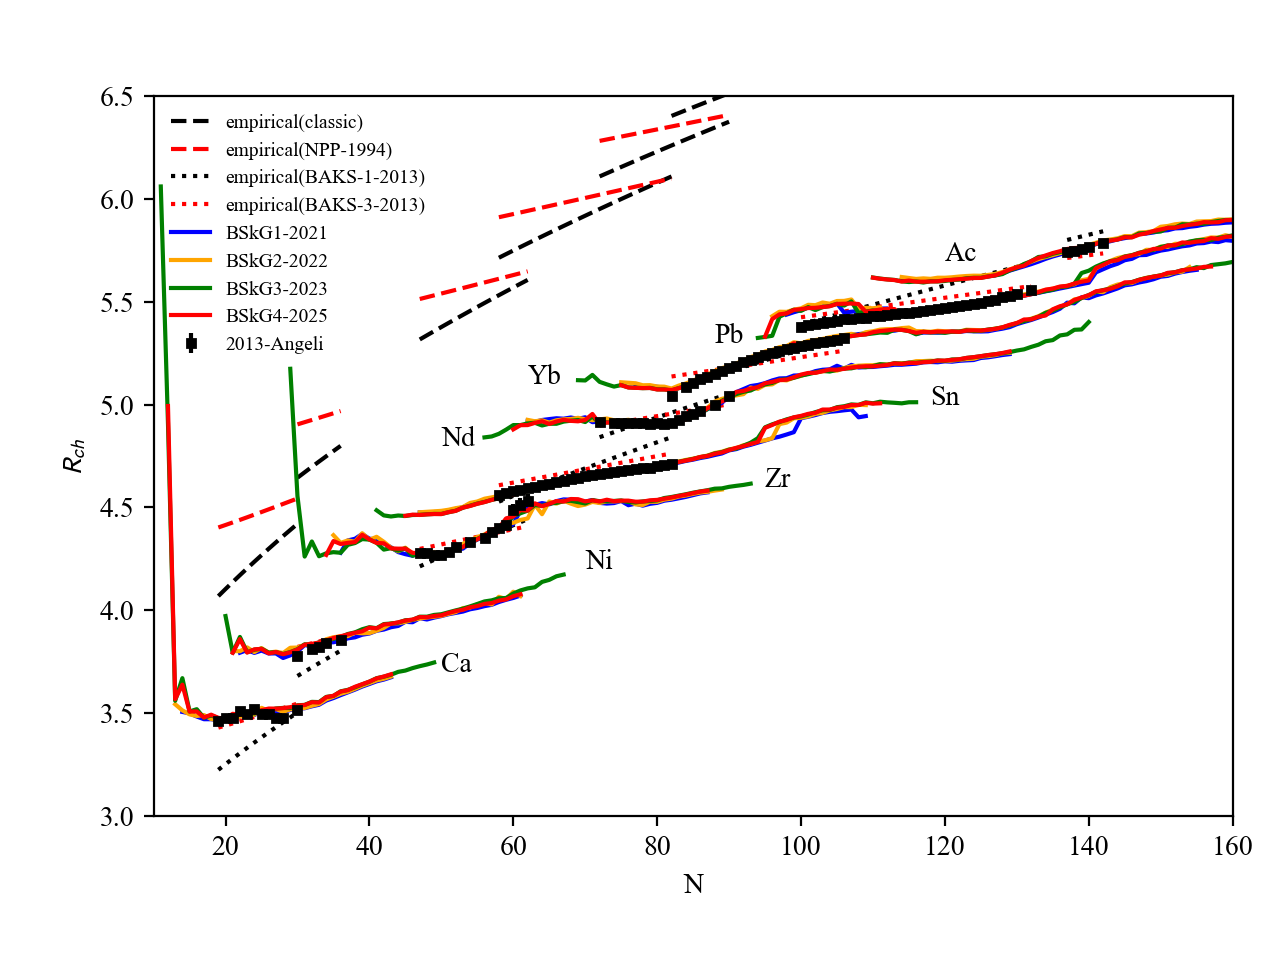 6.5
6.0
5.5
5.0
4.5
4.0
3.5
3.0
R_ch
empirical(classic)
empirical(NPP-1994)
empirical(BAKS-1-2013)
empirical(BAKS-3-2013)
BSkG1-2021
BSkG2-2022
BSkG3-2023
BSkG4-2025
2013-Angeli
Ac
Pb
Yb
Sn
Nd
Zr
Ni
Ca
20 40 60 80 100 120 140 160
N